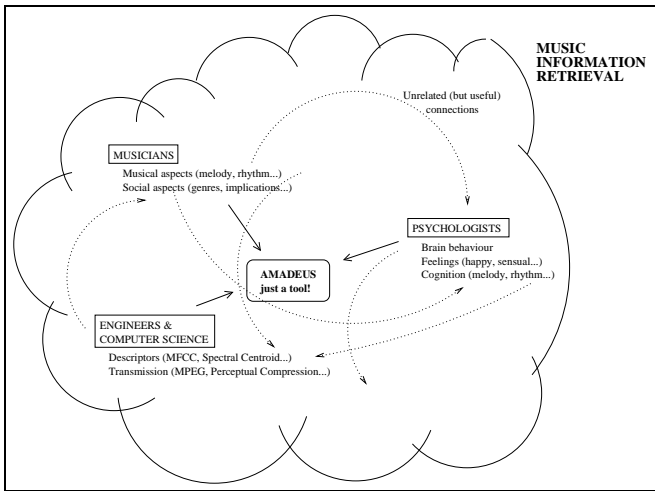 MUSIC
INFORMATION
RETRIEVAL
Unrelated (but useful)
connections
MUSICIANS
Musical aspects (melody, rhythm...)
Social aspects (genres, implications...)
PSYCHOLOGISTS
Brain behaviour
Feelings (happy, sensual...)
Cognition (melody, rhythm...)
AMADEUS
just a tool!
ENGINEERS &
COMPUTER SCIENCE
Descriptors (MFCC, Spectral Centroid...)
Transmission (MPEG, Perceptual Compression...)